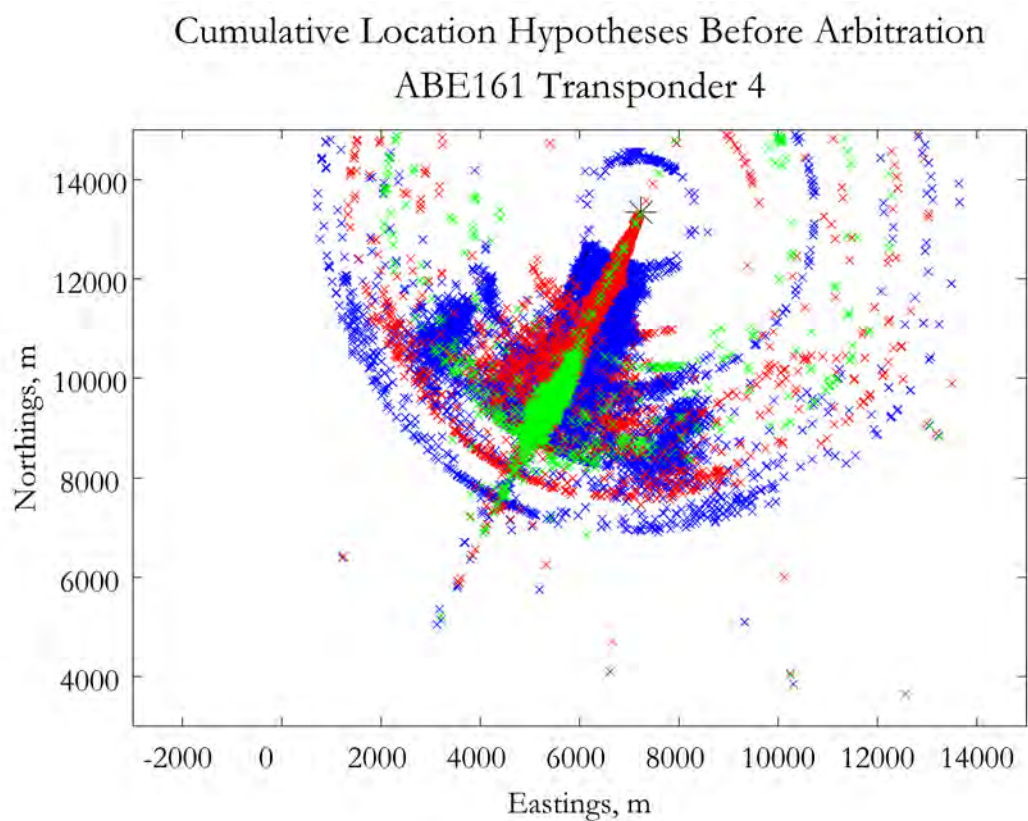 Cumulative Location Hypotheses Before Arbitration
ABE161 Transponder 4
14000
12000
10000
8000
6000
4000
Northings, m
-2000 0 2000 4000 6000 8000 10000 12000 14000
Eastings, m